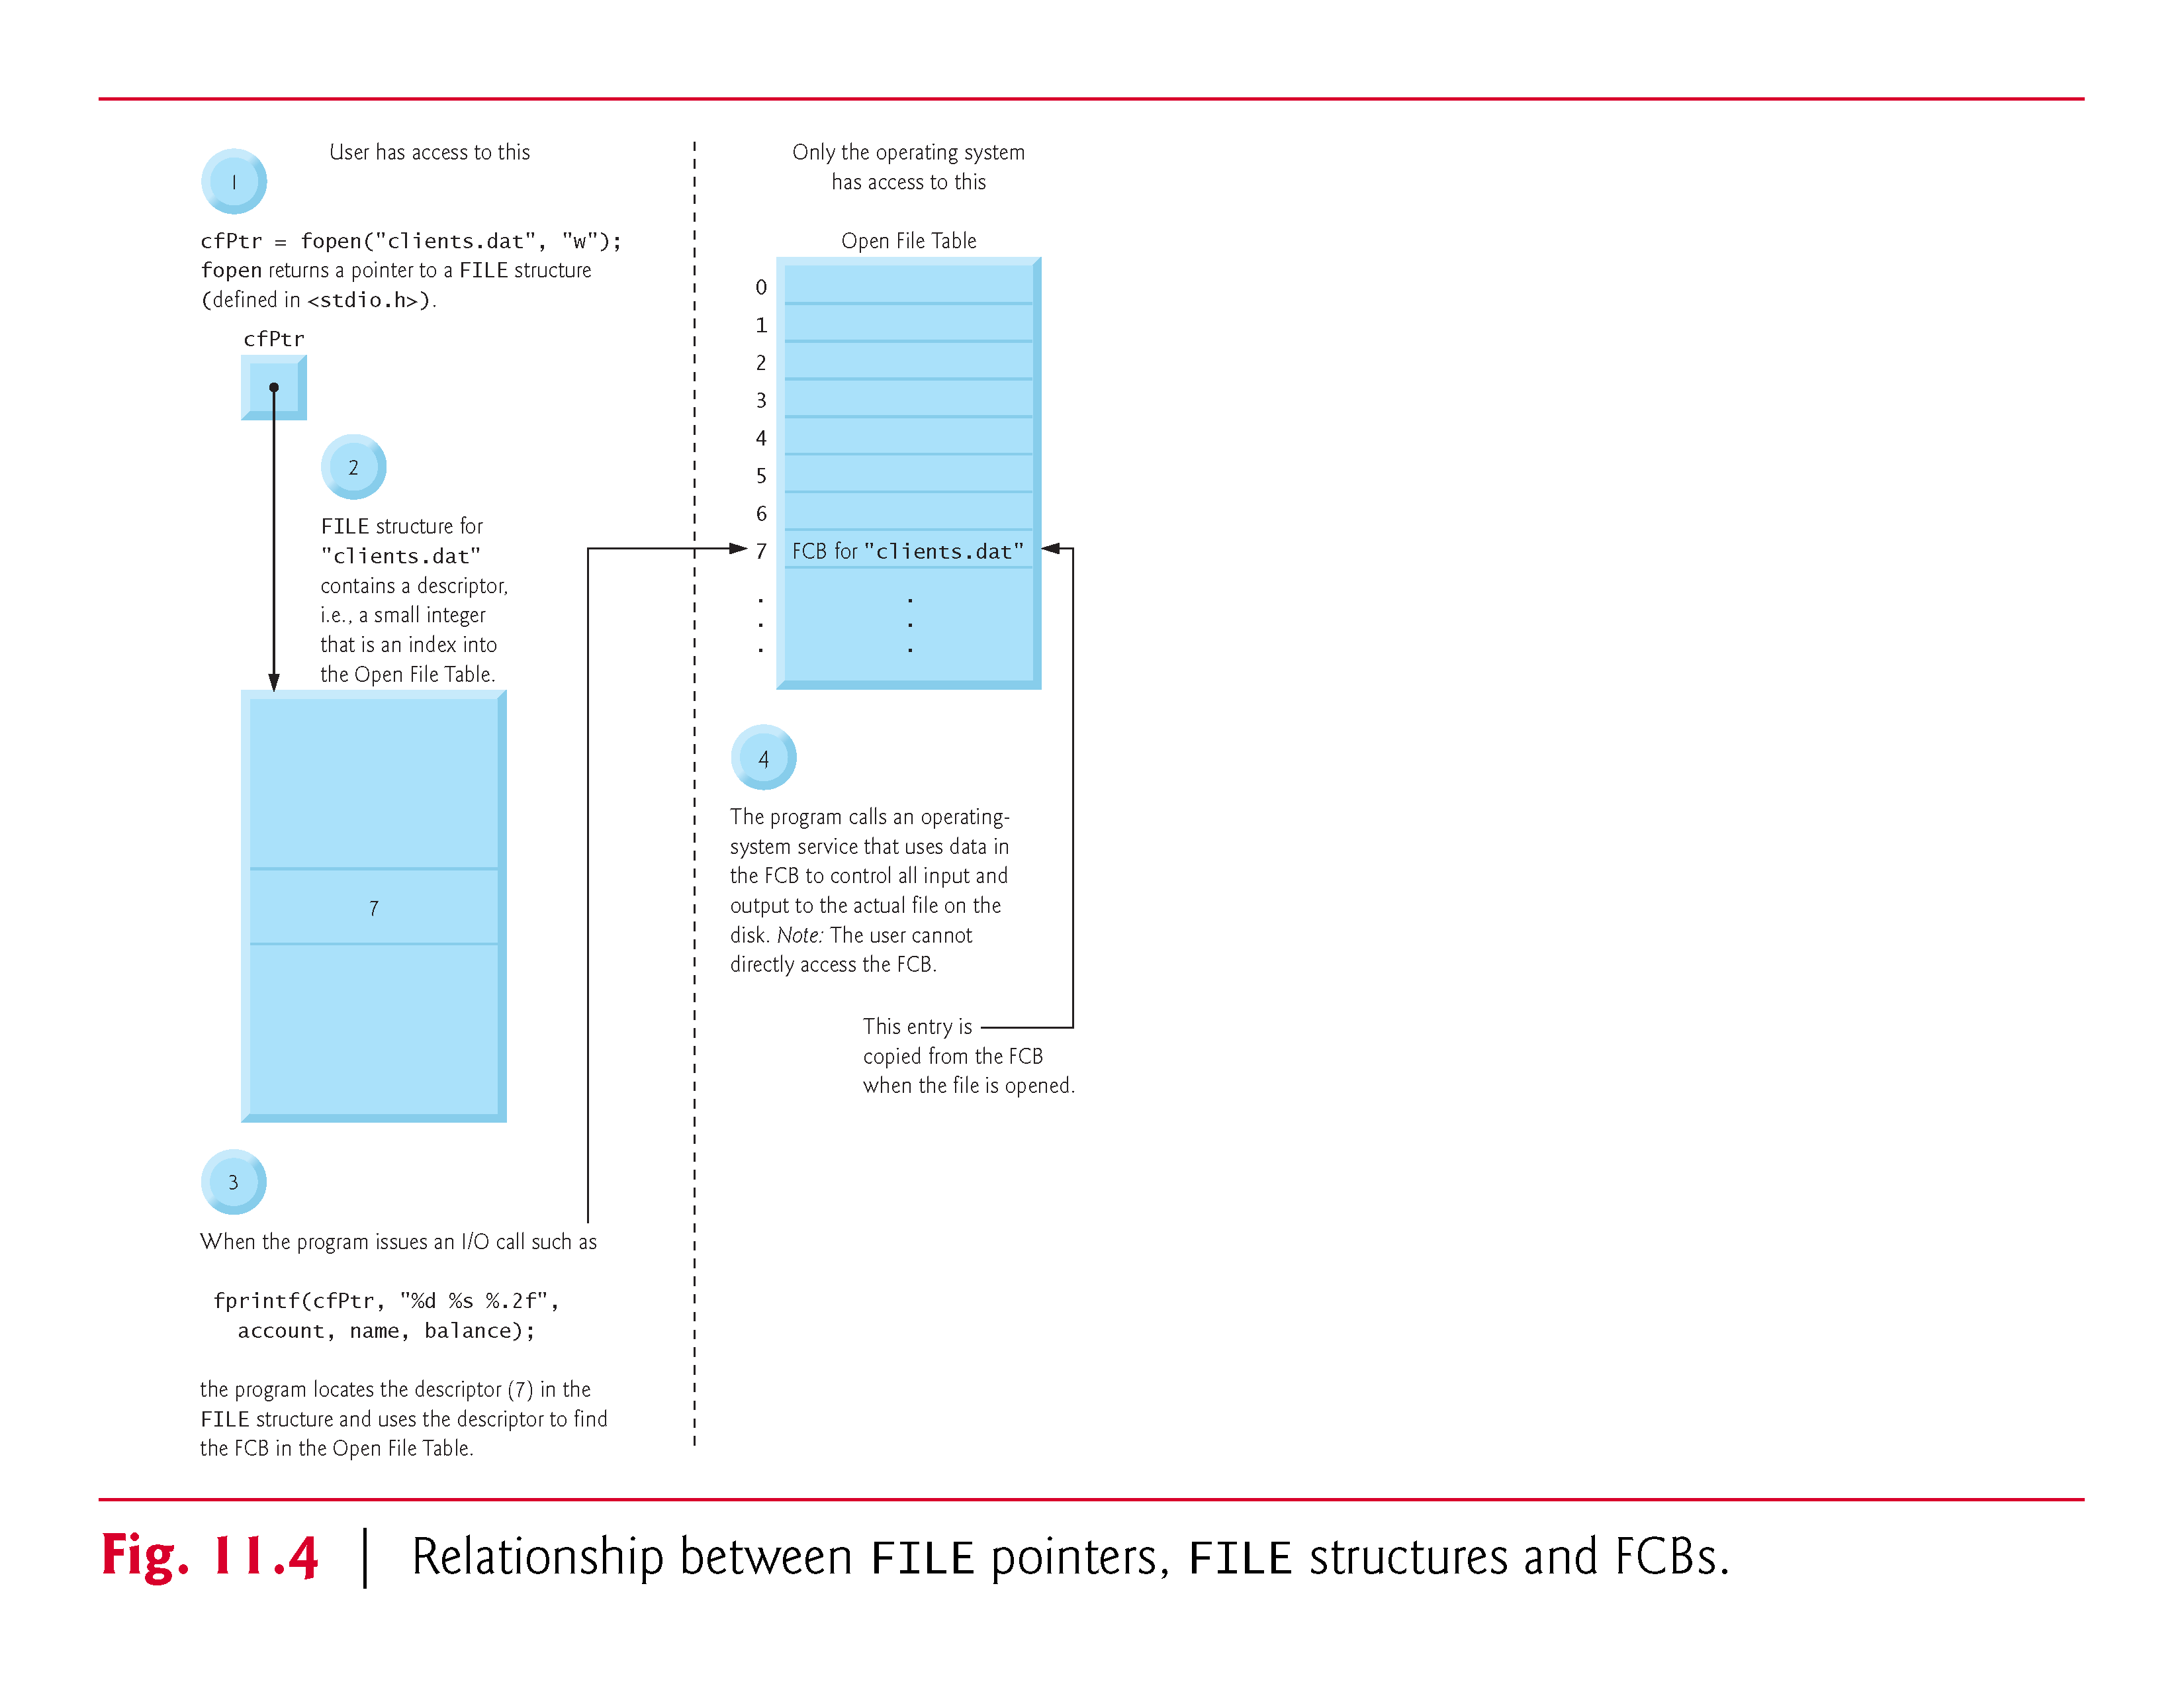 User has access to this
1
cfPtr = fopen("clients.dat", "w");
fopen returns a pointer to a FILE structure
(defined in <stdio.h>).
cfPtr
2
FILE structure for
"clients.dat"
contains a descriptor,
i.e., a small integer
that is an index into
the Open File Table.
7
3
When the program issues an I/O call such as
fprintf(cfPtr, "%d %s %.2f",
account, name, balance);
the program locates the descriptor (7) in the
FILE structure and uses the descriptor to find
the FCB in the Open File Table.
Only the operating system
has access to this
Open File Table
0
1
2
3
4
5
6
7 FCB for "clients.dat"
. .
. .
. .
4
The program calls an operating-
system service that uses data in
the FCB to control all input and
output to the actual file on the
disk. Note: The user cannot
directly access the FCB.
This entry is
copied from the FCB
when the file is opened.
Fig. 11.4 | Relationship between FILE pointers, FILE structures and FCBs.